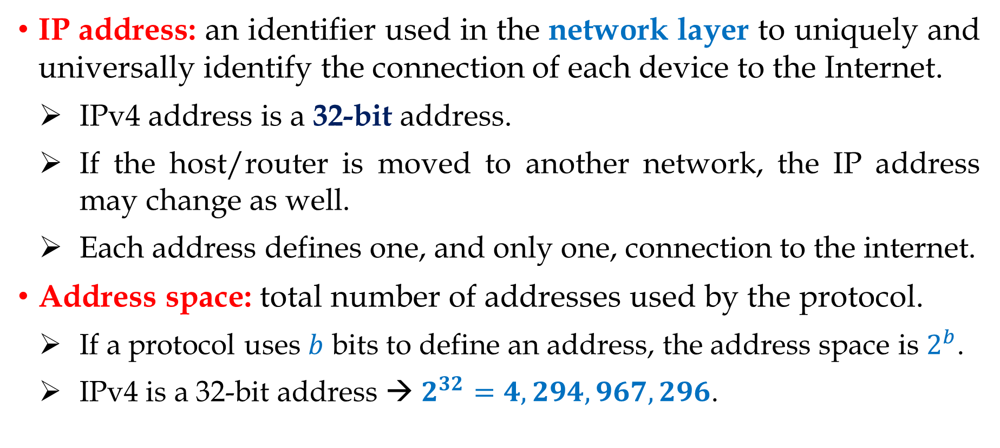 • IP address: an identifier used in the network layer to uniquely and
universally identify the connection of each device to the Internet.
➢ IPv4 address is a 32-bit address.
➢ If the host/router is moved to another network, the IP address
may change as well.
➢ Each address defines one, and only one, connection to the internet.
• Address space: total number of addresses used by the protocol.
➢ If a protocol uses b bits to define an address, the address space is 2ᵇ.
➢ IPv4 is a 32-bit address → 2³² = 4,294,967,296.